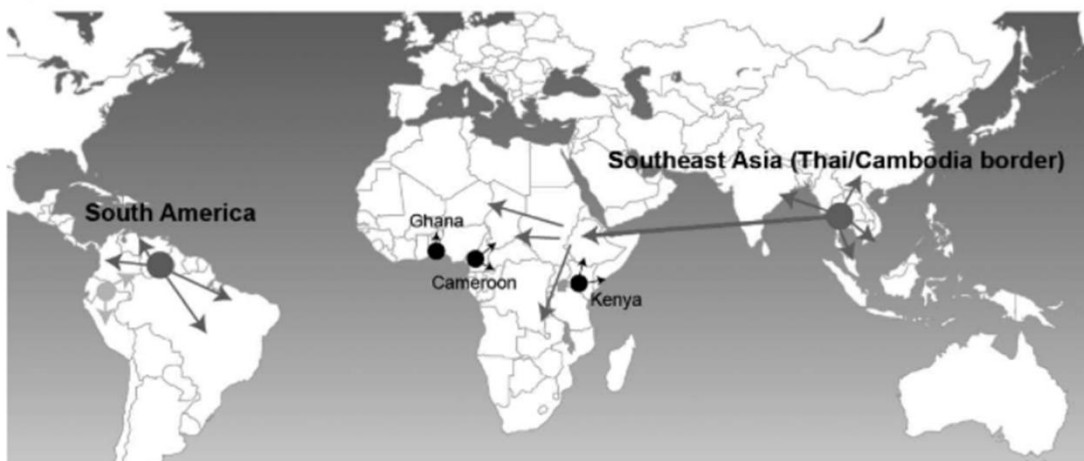 Southeast Asia (Thai/Cambodia border)
South America
Ghana
Cameroon
Kenya